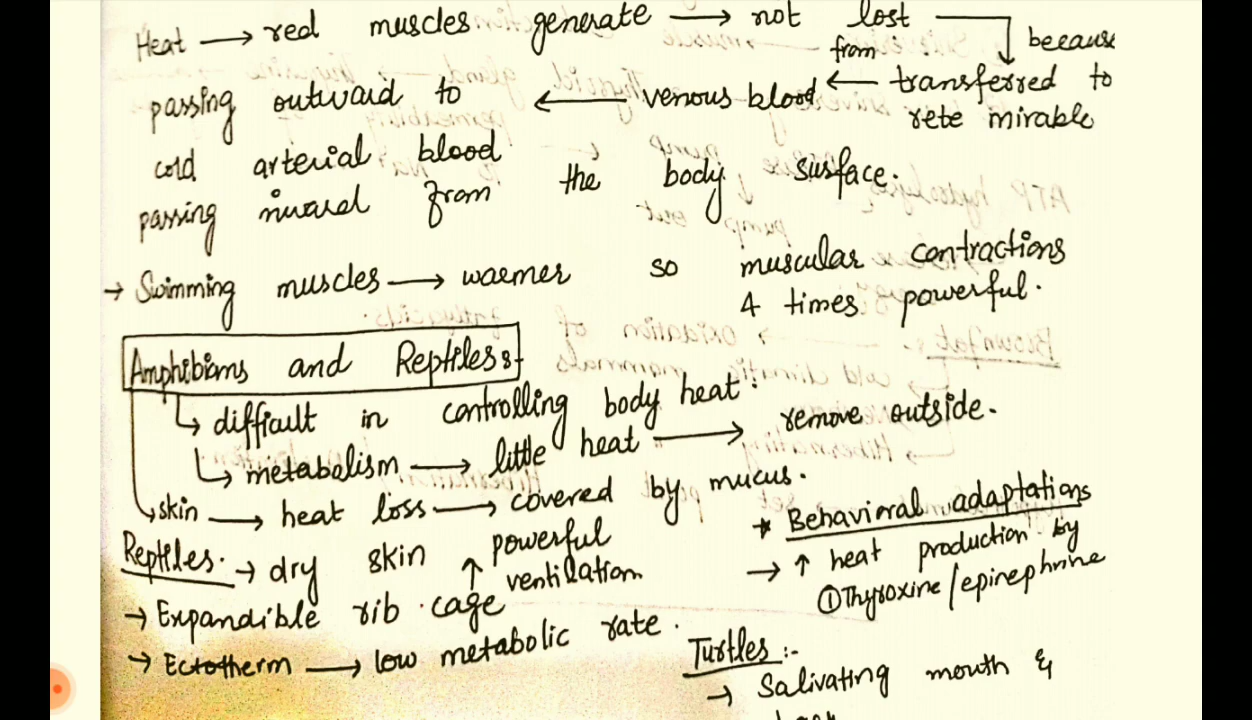 Heat → red muscles generate → not lost
because
from transferred to
passing outward to ← venous blood ← rete mirable
cold arterial blood
passing inward from the body surface.
→ Swimming muscles → warmer so muscular contractions
4 times powerful.
Amphibians and Reptiles:-
↳ difficult in controlling body heat.
↳ metabolism → little heat → remove outside.
↳ skin → heat loss → covered by mucus.
Reptiles. → dry skin ↑ powerful
ventilation
→ Expandible rib cage
→ Ectotherm → low metabolic rate.
* Behavioral adaptations
→ ↑ heat production by
① Thyroxine / epinephrine
Turtles :-
→ Salivating mouth &